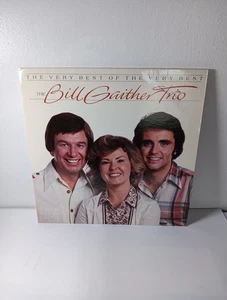 THE VERY BEST OF THE VERY BEST
THE Bill Gaither Trio